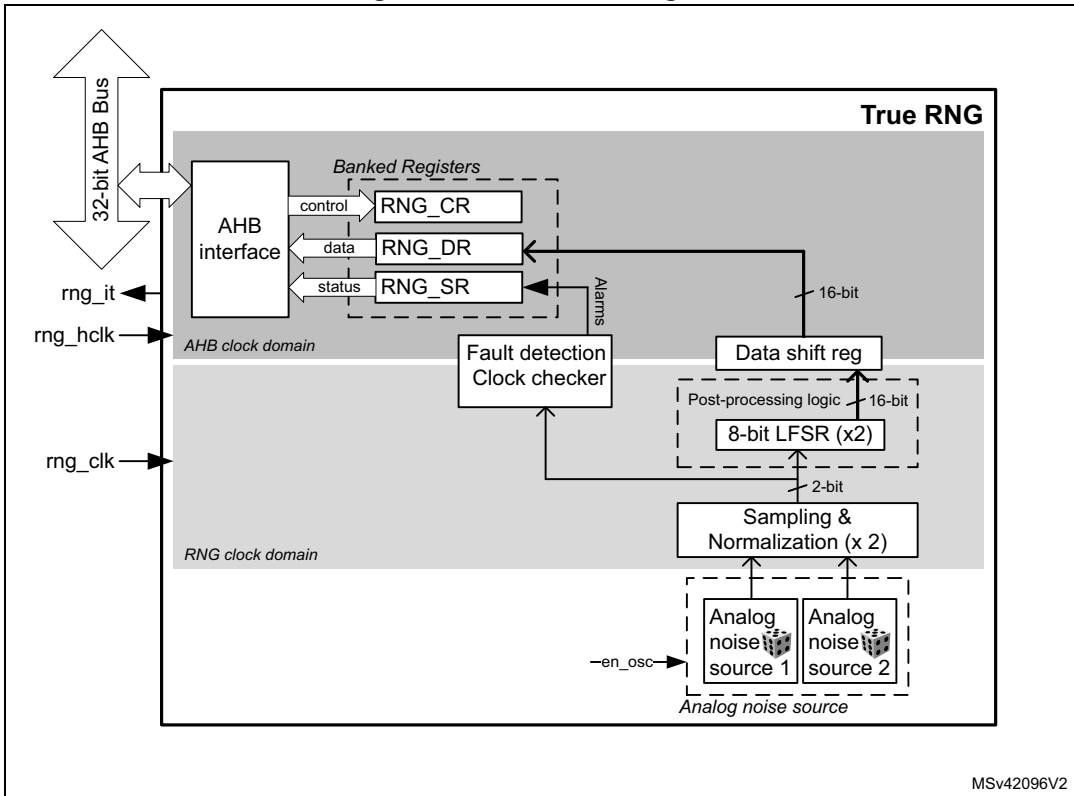 True RNG
32-bit AHB Bus
Banked Registers
AHB
interface
control
RNG_CR
data
RNG_DR
status
RNG_SR
Alarms
16-bit
rng_it
rng_hclk
AHB clock domain
Fault detection
Clock checker
Data shift reg
Post-processing logic
16-bit
8-bit LFSR (x2)
rng_clk
2-bit
Sampling &
Normalization (x 2)
RNG clock domain
Analog
noise
source 1
Analog
noise
source 2
en_osc
Analog noise source
MSv42096V2